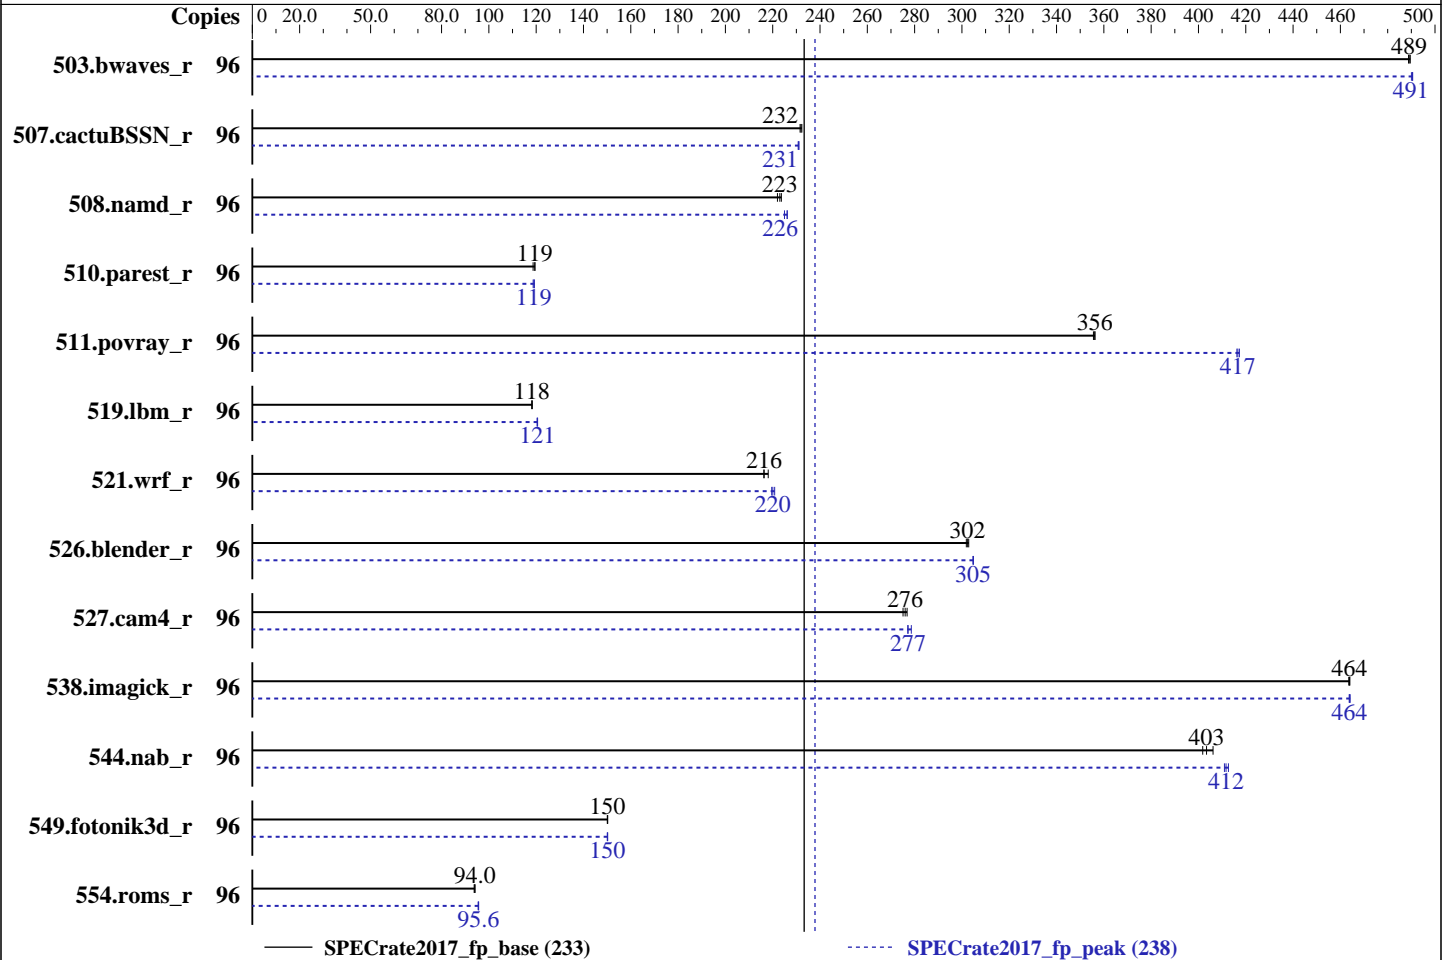 Copies 0 20.0 50.0 80.0 100 120 140 160 180 200 220 240 260 280 300 320 340 360 380 400 420 440 460 500
503.bwaves_r 96 489
491
507.cactuBSSN_r 96 232
231
508.namd_r 96 223
226
510.parest_r 96 119
119
511.povray_r 96 356
417
519.lbm_r 96 118
121
521.wrf_r 96 216
220
526.blender_r 96 302
305
527.cam4_r 96 276
277
538.imagick_r 96 464
464
544.nab_r 96 403
412
549.fotonik3d_r 96 150
150
554.roms_r 96 94.0
95.6
SPECrate2017_fp_base (233) SPECrate2017_fp_peak (238)